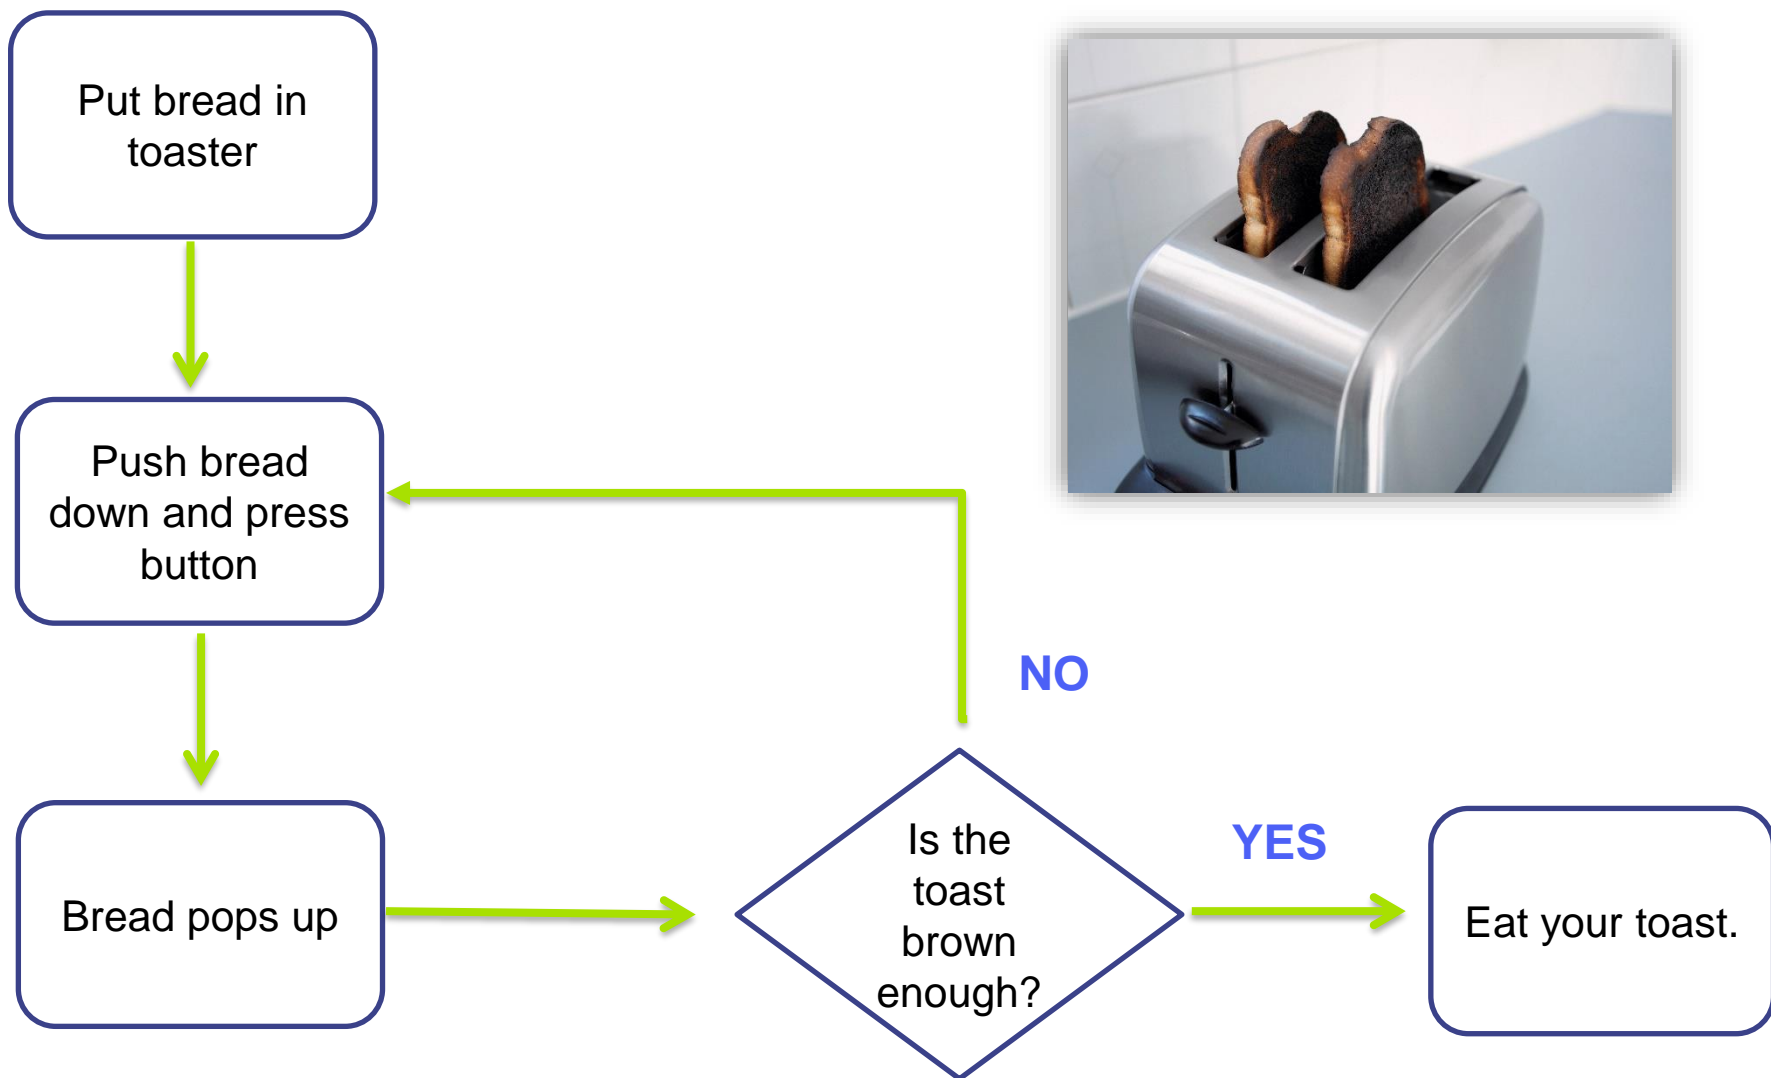 Put bread in
toaster
Push bread
down and press
button
NO
Is the
toast
brown
enough?
YES
Bread pops up
Eat your toast.